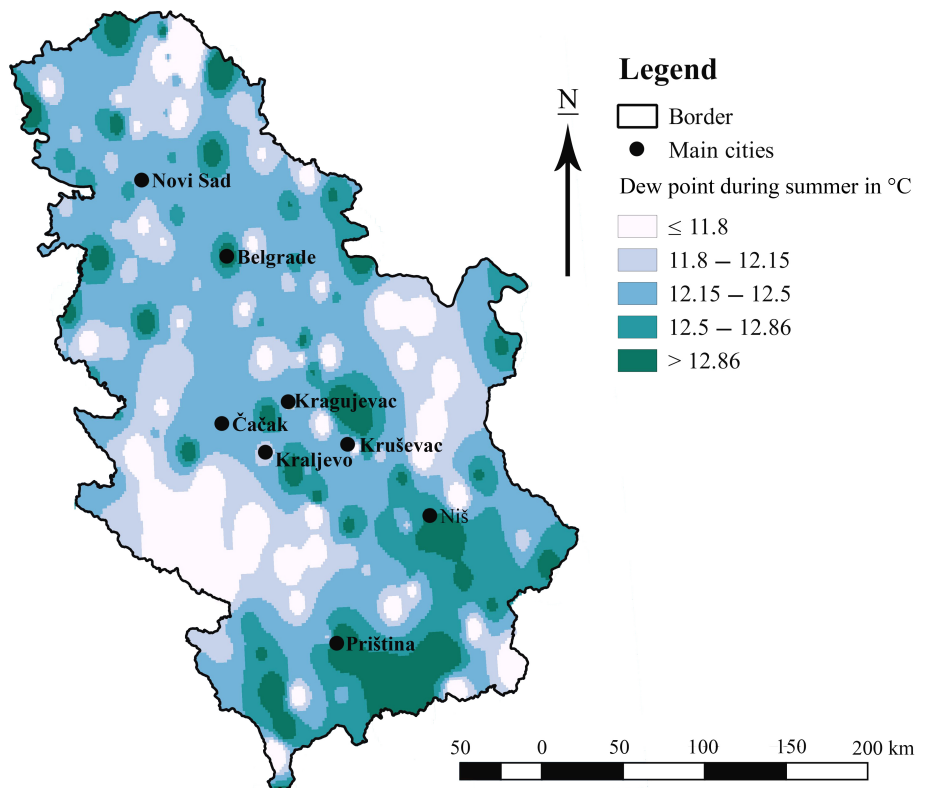 Legend
N
Border
Main cities
Dew point during summer in °C
≤ 11.8
11.8 – 12.15
12.15 – 12.5
12.5 – 12.86
> 12.86
Novi Sad
Belgrade
Kragujevac
Čačak
Kruševac
Kraljevo
Niš
Priština
50 0 50 100 150 200 km